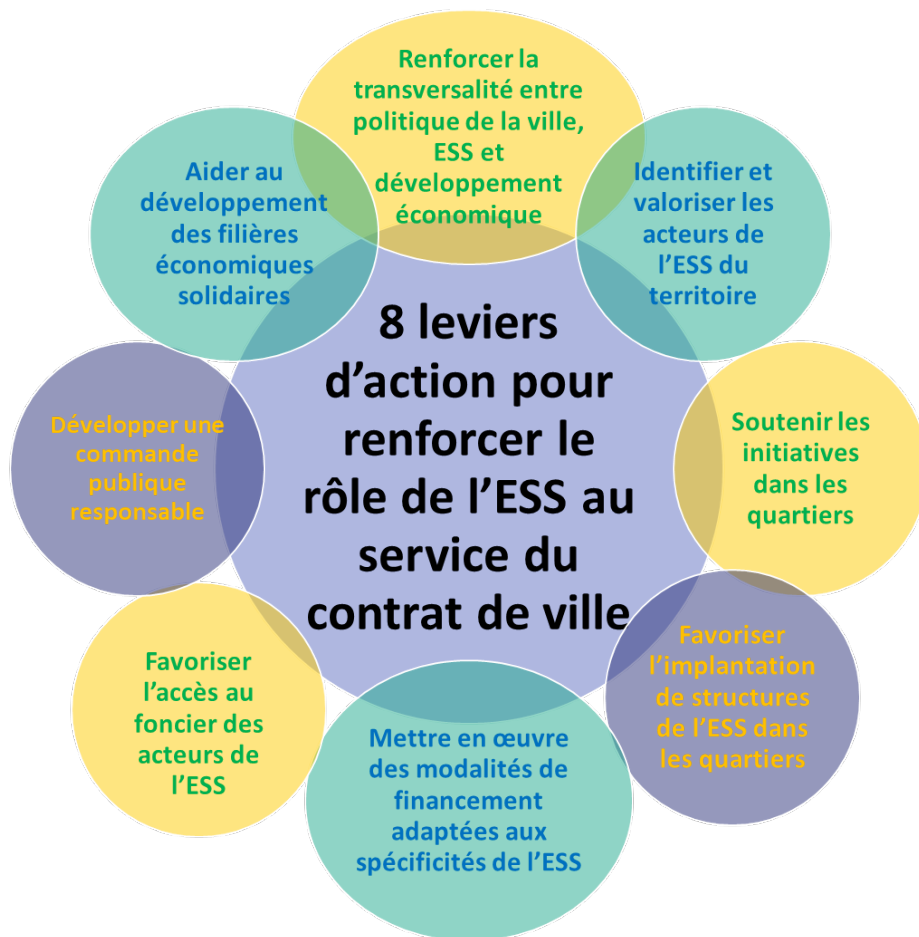 Renforcer la
transversalité entre
politique de la ville,
ESS et
développement
économique
Identifier et
valoriser les
acteurs de
l’ESS du
territoire
Soutenir les
initiatives
dans les
quartiers
Favoriser
l’implantation
de structures
de l’ESS dans
les quartiers
Mettre en œuvre
des modalités de
financement
adaptées aux
spécificités de l’ESS
Favoriser
l’accès au
foncier des
acteurs de
l’ESS
Développer une
commande
publique
responsable
Aider au
développement
des filières
économiques
solidaires
8 leviers
d’action pour
renforcer le
rôle de l’ESS au
service du
contrat de ville